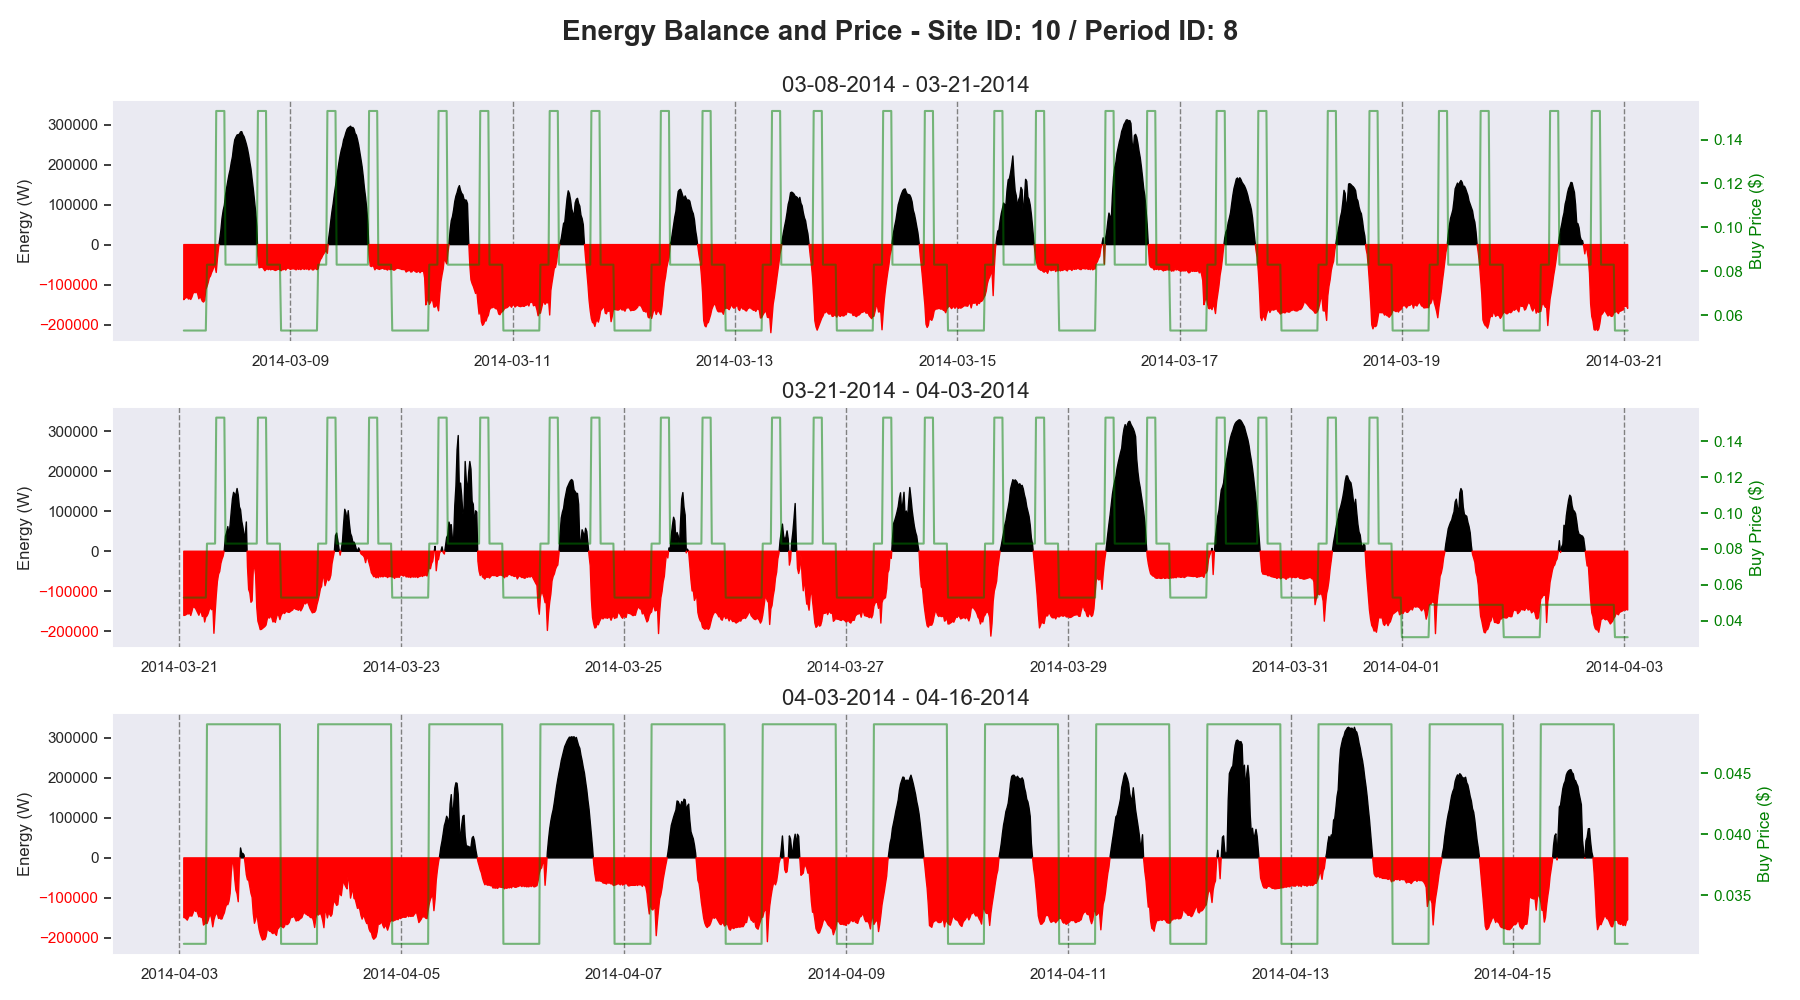 Energy Balance and Price - Site ID: 10 / Period ID: 8
03-08-2014 - 03-21-2014
Energy (W)
300000
200000
100000
0
−100000
−200000
0.14
0.12
0.10
0.08
0.06
Buy Price ($)
2014-03-09 2014-03-11 2014-03-13 2014-03-15 2014-03-17 2014-03-19 2014-03-21
03-21-2014 - 04-03-2014
Energy (W)
300000
200000
100000
0
−100000
−200000
0.14
0.12
0.10
0.08
0.06
0.04
Buy Price ($)
2014-03-21 2014-03-23 2014-03-25 2014-03-27 2014-03-29 2014-03-31 2014-04-01 2014-04-03
04-03-2014 - 04-16-2014
Energy (W)
300000
200000
100000
0
−100000
−200000
0.045
0.040
0.035
Buy Price ($)
2014-04-03 2014-04-05 2014-04-07 2014-04-09 2014-04-11 2014-04-13 2014-04-15